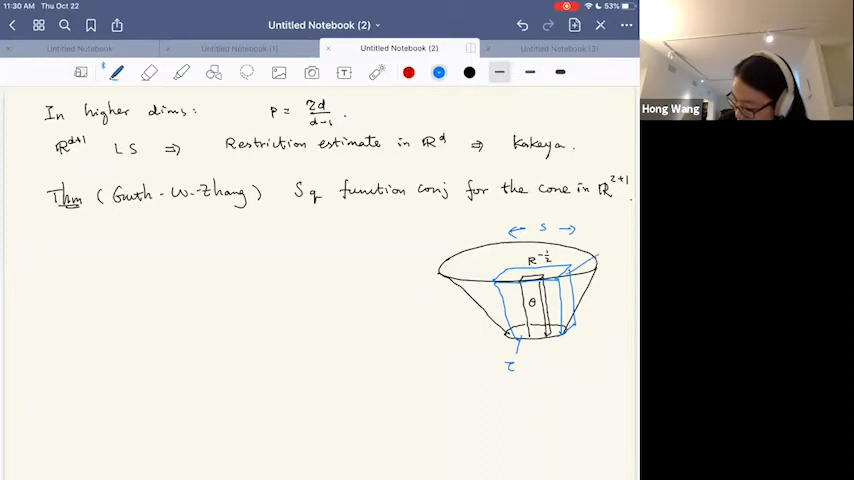 11:30 AM Thu Oct 22
53%
Untitled Notebook (2)
Untitled Notebook
Untitled Notebook (1)
Untitled Notebook (2)
Untitled Notebook (3)
Hong Wang
In higher dims: p = 2d/(d-1).
ℝ^{d+1} LS ⇒ Restriction estimate in ℝ^d ⇒ Kakeya.
Thm (Guth - W. - Zhang) Sq function conj for the cone in ℝ^{2+1}.
← S →
R^{-1/2}
θ
τ